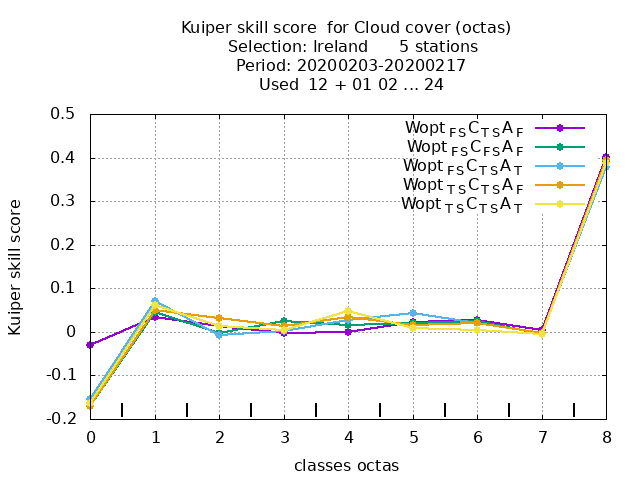 Kuiper skill score  for Cloud cover (octas)
Selection: Ireland      5 stations
Period: 20200203-20200217
Used  12 + 01 02 ... 24
Wopt FS C TS A F
Wopt FS C FS A F
Wopt FS C TS A T
Wopt TS C TS A F
Wopt TS C TS A T
Kuiper skill score
0.5
0.4
0.3
0.2
0.1
0
-0.1
-0.2
0 1 2 3 4 5 6 7 8
classes octas